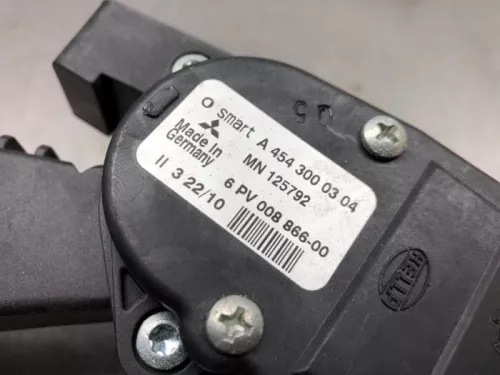 smart A 454 300 03 04
MN 125792
Made In
Germany
6 PV 008 866-00
II 3 22/10
05
HELLA